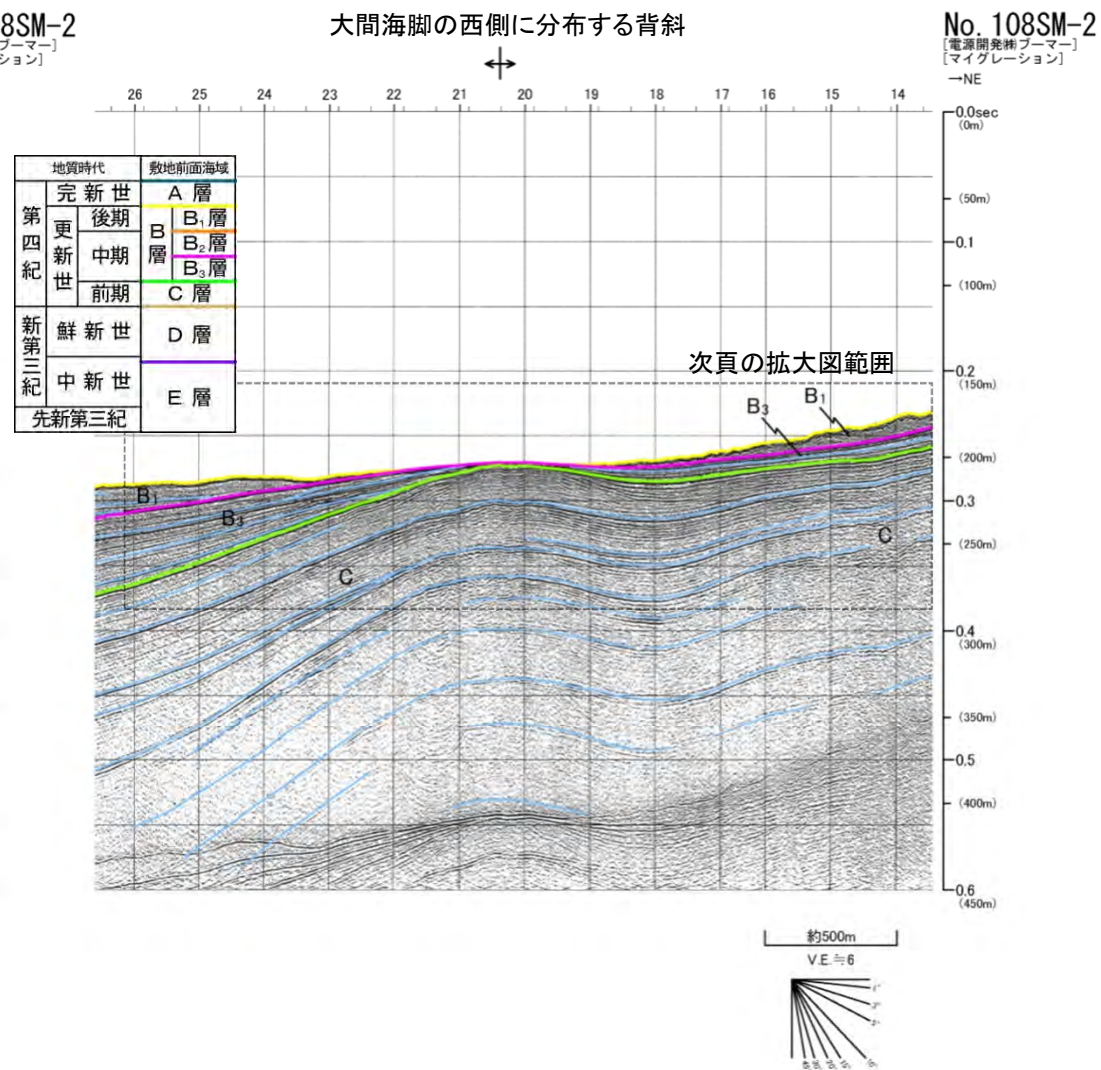 8SM-2
ブーマー]
ション]
大間海脚の西側に分布する背斜
No. 108SM-2
[電源開発㈱ブーマー]
[マイグレーション]
→NE
26 25 24 23 22 21 20 19 18 17 16 15 14
0.0sec
(0m)
(50m)
0.1
(100m)
0.2
(150m)
(200m)
0.3
(250m)
0.4
(300m)
(350m)
0.5
(400m)
0.6
(450m)
地質時代 敷地前面海域
第四紀 完新世 A層
更新世 後期 B層 B₁層
中期 B₂層
B₃層
前期 C層
新第三紀 鮮新世 D層
中新世 E層
先新第三紀
次頁の拡大図範囲
B₃ B₁
B₁
B₃
C
C
約500m
V.E.≒6